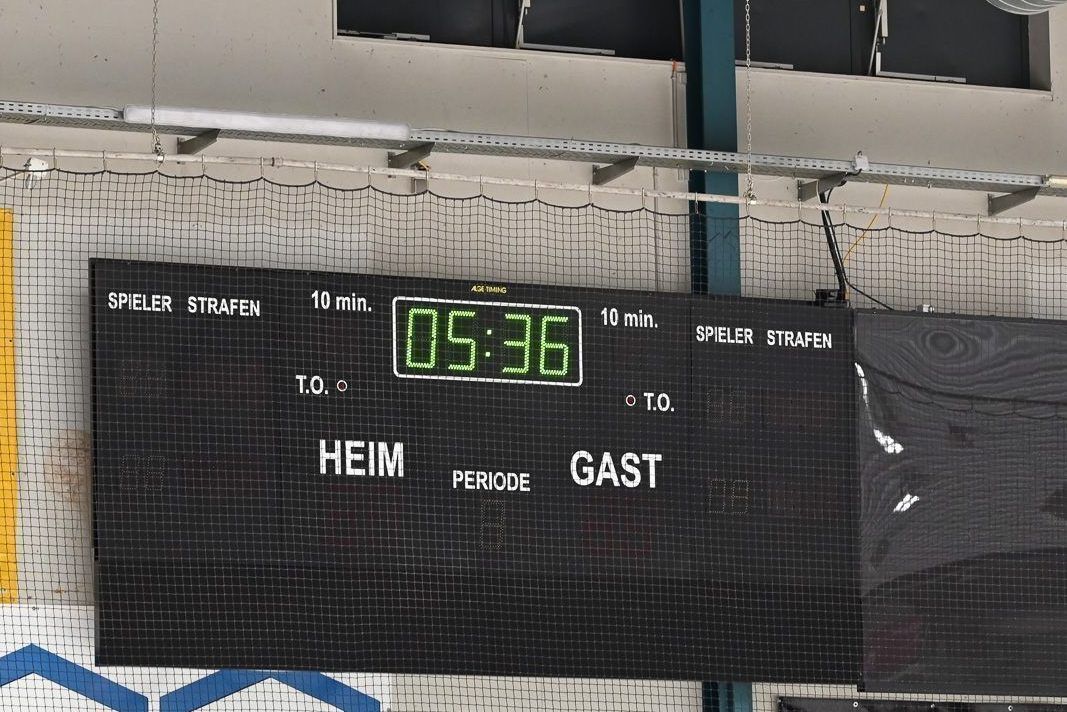 ALGE-TIMING
SPIELER STRAFEN
10 min.
05:36
10 min.
SPIELER STRAFEN
T.O.
T.O.
HEIM
PERIODE
GAST